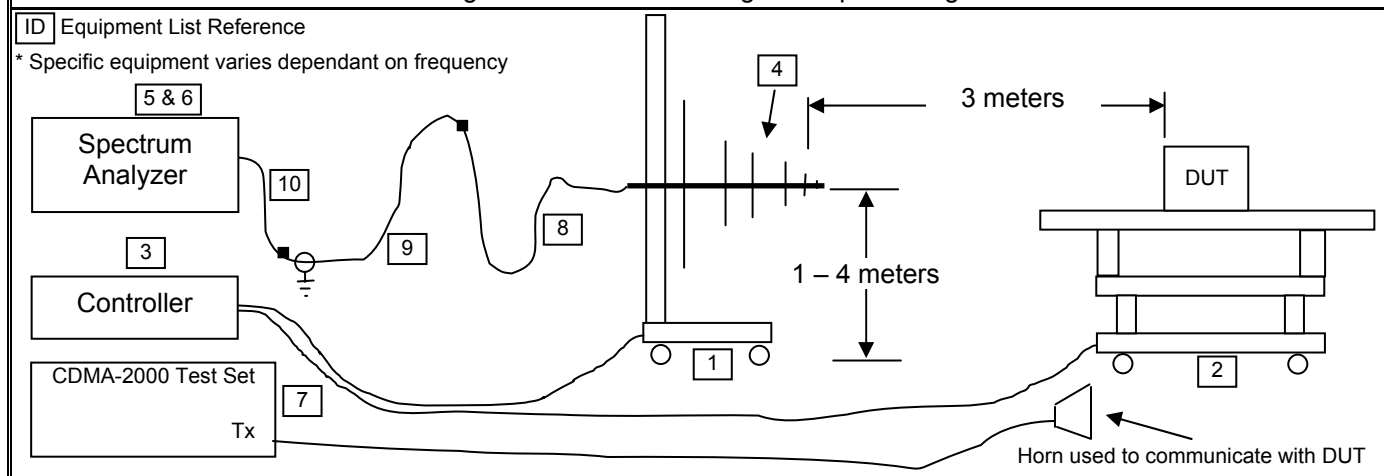 ID Equipment List Reference
* Specific equipment varies dependant on frequency
5 & 6
Spectrum
Analyzer
10
9
8
4
3 meters
DUT
1 – 4 meters
3
Controller
1
2
CDMA-2000 Test Set
7
Tx
Horn used to communicate with DUT